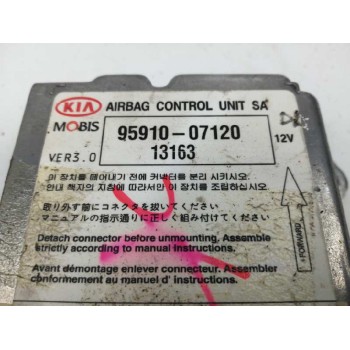 KIA AIRBAG CONTROL UNIT SA
MOBIS 95910-07120 12V
VER3.0 13163
이 장치를 떼어내기 전에 커넥터를 분리 시키시오.
안내 책자의 지침에 따라서만 이 장치를 조립하십시오.
取り外す前にコネクタを抜いてください
マニュアルの指示通りに正しく組み付けてください
Detach connector before unmounting. Assemble
strictly according to manual instructions.
Avant démontage enlever connecteur. Assembler
conformement au manuel d' instructions.
FORWARD